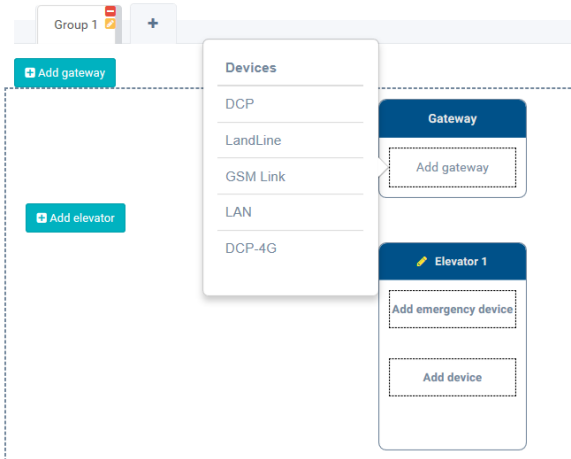 Group 1
+
Add gateway
Devices
DCP
LandLine
GSM Link
LAN
DCP-4G
Gateway
Add gateway
Add elevator
Elevator 1
Add emergency device
Add device